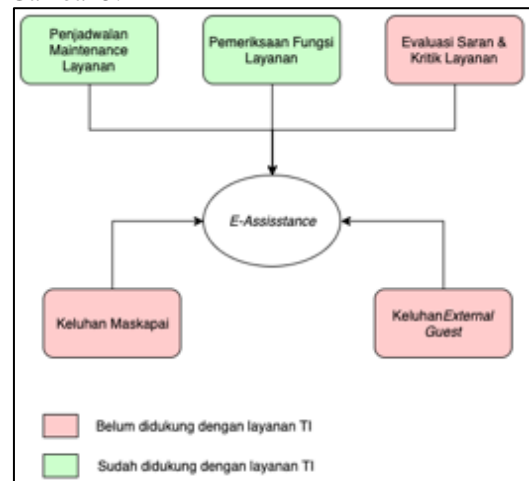 Penjadwalan
Maintenance
Layanan
Pemeriksaan Fungsi
Layanan
Evaluasi Saran &
Kritik Layanan
E-Assisstance
Keluhan Maskapai
KeluhanExternal
Guest
Belum didukung dengan layanan TI
Sudah didukung dengan layanan TI